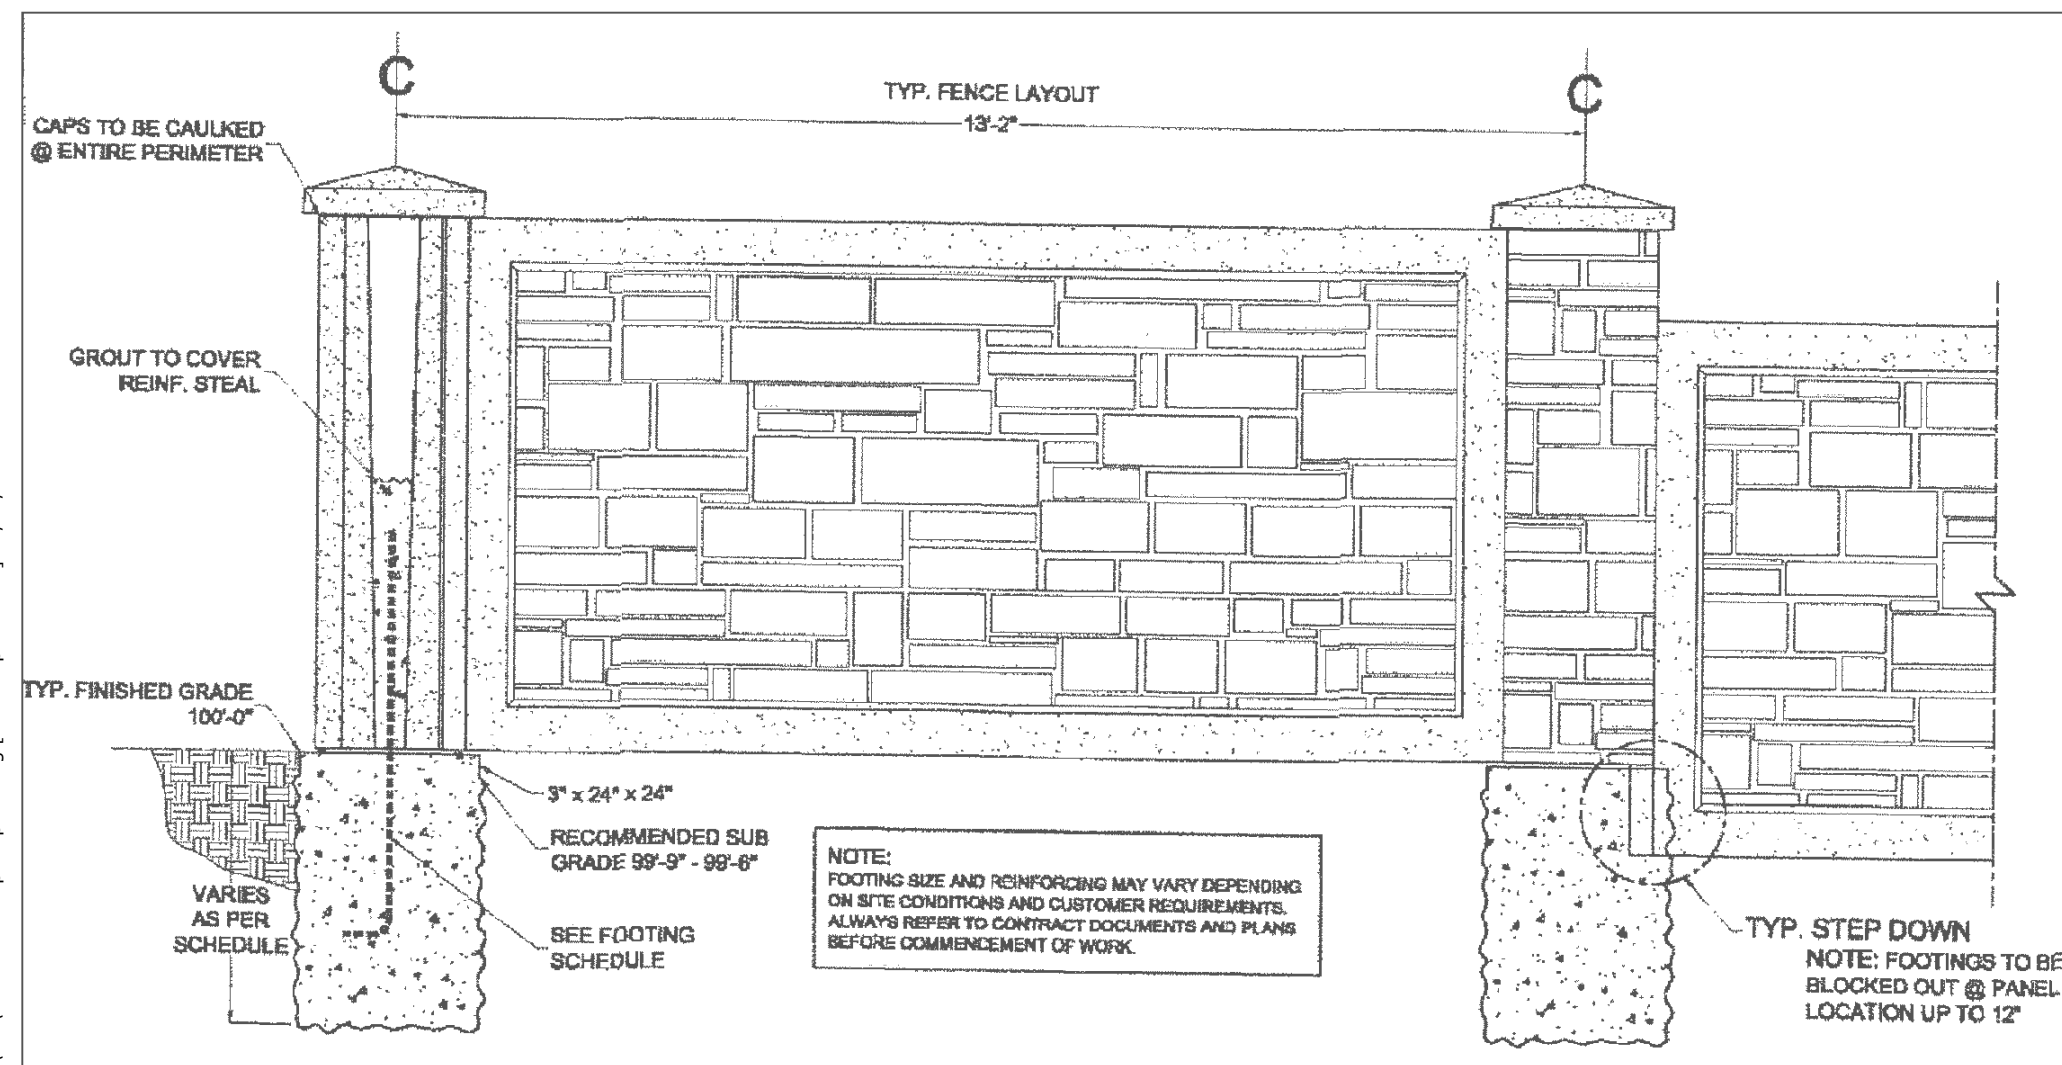 C
C
TYP. FENCE LAYOUT
13'-2"
CAPS TO BE CAULKED
@ ENTIRE PERIMETER
GROUT TO COVER
REINF. STEAL
TYP. FINISHED GRADE
100'-0"
3" x 24" x 24"
RECOMMENDED SUB
GRADE 99'-9" - 99'-6"
VARIES
AS PER
SCHEDULE
SEE FOOTING
SCHEDULE
NOTE:
FOOTING SIZE AND REINFORCING MAY VARY DEPENDING
ON SITE CONDITIONS AND CUSTOMER REQUIREMENTS.
ALWAYS REFER TO CONTRACT DOCUMENTS AND PLANS
BEFORE COMMENCEMENT OF WORK.
TYP. STEP DOWN
NOTE: FOOTINGS TO BE
BLOCKED OUT @ PANEL
LOCATION UP TO 12"